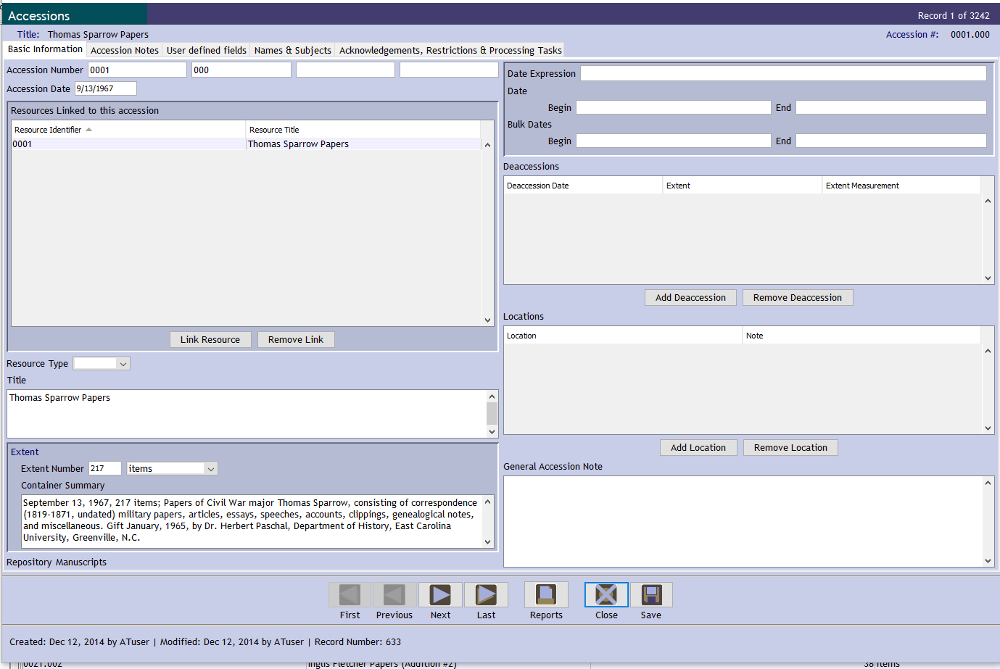 Accessions
Record 1 of 3242
Title: Thomas Sparrow Papers
Accession #: 0001.000
Basic Information
Accession Notes
User defined fields
Names & Subjects
Acknowledgements, Restrictions & Processing Tasks
Accession Number 0001 000
Accession Date 9/13/1967
Resources Linked to this accession
Resource Identifier Resource Title
0001 Thomas Sparrow Papers
Link Resource Remove Link
Resource Type
Title
Thomas Sparrow Papers
Extent
Extent Number 217 items
Container Summary
September 13, 1967, 217 items; Papers of Civil War major Thomas Sparrow, consisting of correspondence
(1819-1871, undated) military papers, articles, essays, speeches, accounts, clippings, genealogical notes,
and miscellaneous. Gift January, 1965, by Dr. Herbert Paschal, Department of History, East Carolina
University, Greenville, N.C.
Repository Manuscripts
Date Expression
Date
Begin End
Bulk Dates
Begin End
Deaccessions
Deaccession Date Extent Extent Measurement
Add Deaccession Remove Deaccession
Locations
Location Note
Add Location Remove Location
General Accession Note
First Previous Next Last Reports Close Save
Created: Dec 12, 2014 by ATuser | Modified: Dec 12, 2014 by ATuser | Record Number: 633
0021.002 Inglis Fletcher Papers (Addition #2) 38 Items